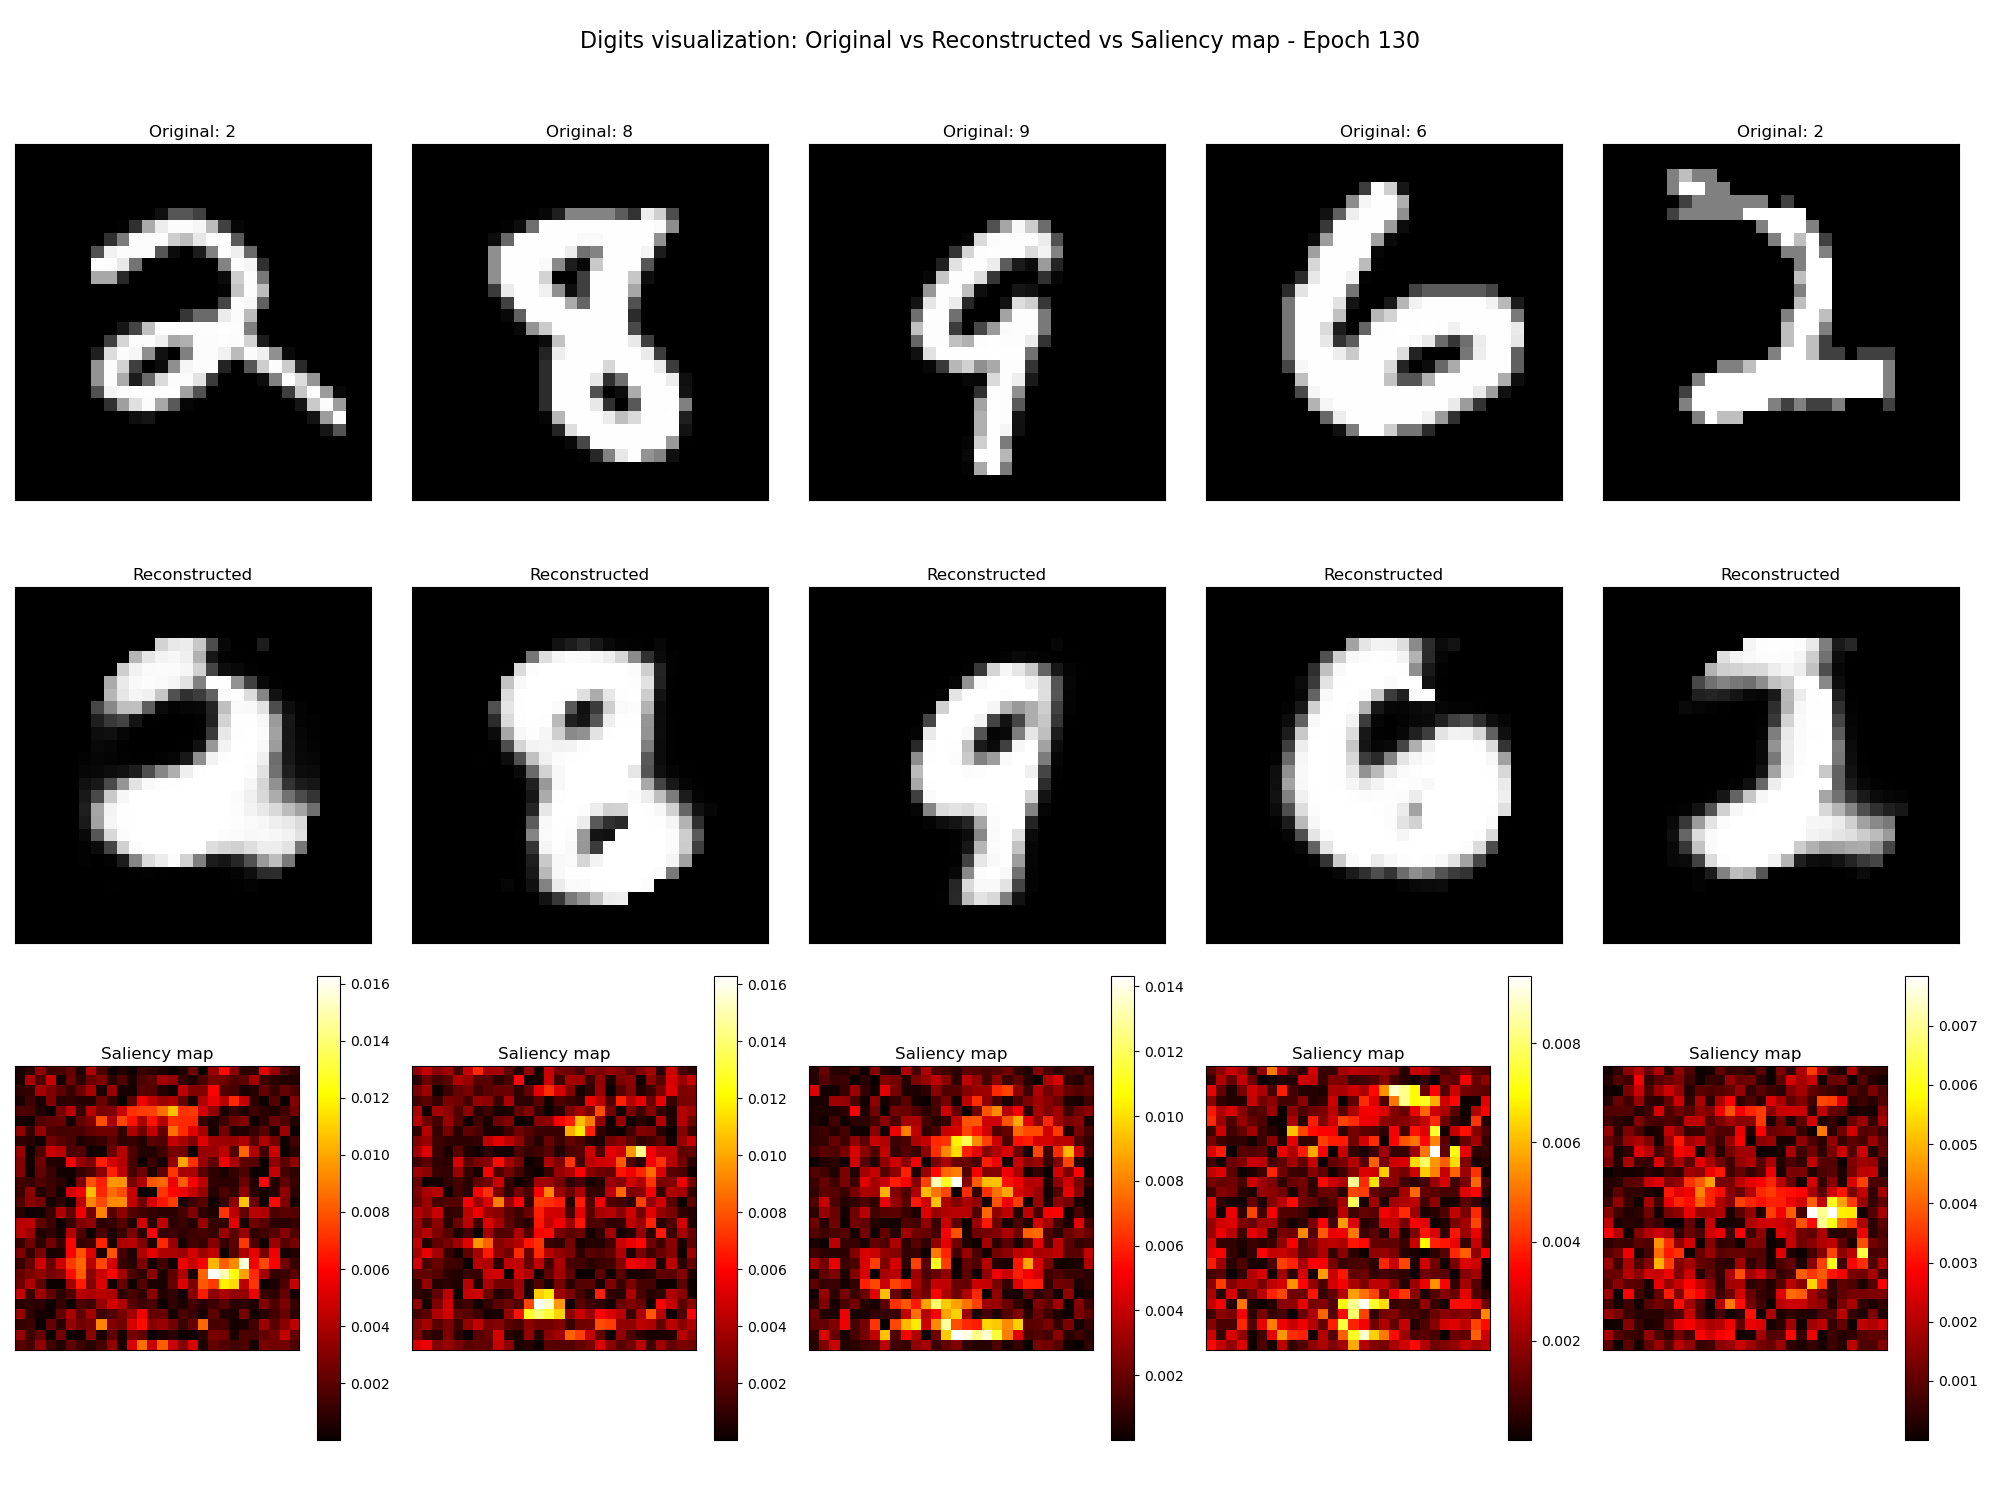 Digits visualization: Original vs Reconstructed vs Saliency map - Epoch 130
Original: 2
Original: 8
Original: 9
Original: 6
Original: 2
Reconstructed
Reconstructed
Reconstructed
Reconstructed
Reconstructed
Saliency map
0.016
0.014
0.012
0.010
0.008
0.006
0.004
0.002
Saliency map
0.016
0.014
0.012
0.010
0.008
0.006
0.004
0.002
Saliency map
0.014
0.012
0.010
0.008
0.006
0.004
0.002
Saliency map
0.008
0.006
0.004
0.002
Saliency map
0.007
0.006
0.005
0.004
0.003
0.002
0.001